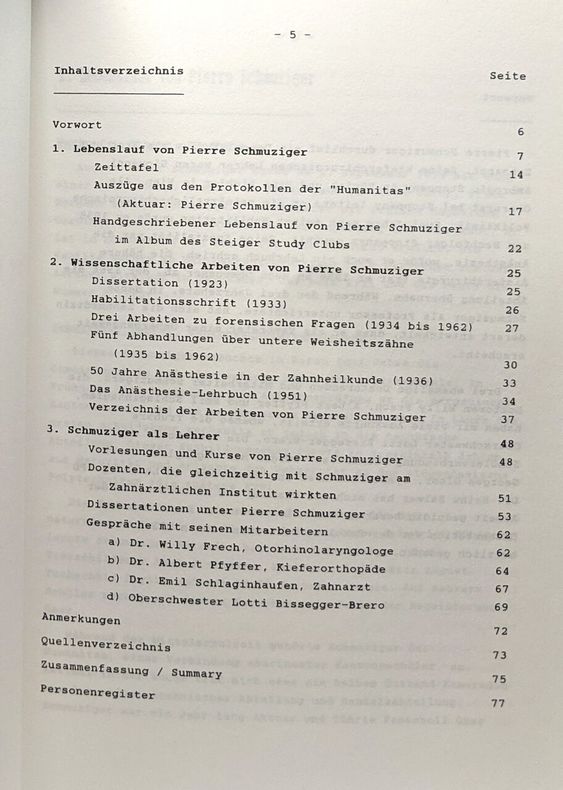 - 5 -
Inhaltsverzeichnis Seite
Vorwort 6
1. Lebenslauf von Pierre Schmuziger 7
Zeittafel 14
Auszüge aus den Protokollen der "Humanitas"
(Aktuar: Pierre Schmuziger) 17
Handgeschriebener Lebenslauf von Pierre Schmuziger
im Album des Steiger Study Clubs 22
2. Wissenschaftliche Arbeiten von Pierre Schmuziger 25
Dissertation (1923) 25
Habilitationsschrift (1933) 26
Drei Arbeiten zu forensischen Fragen (1934 bis 1962) 27
Fünf Abhandlungen über untere Weisheitszähne
(1935 bis 1962) 30
50 Jahre Anästhesie in der Zahnheilkunde (1936) 33
Das Anästhesie-Lehrbuch (1951) 34
Verzeichnis der Arbeiten von Pierre Schmuziger 37
3. Schmuziger als Lehrer 48
Vorlesungen und Kurse von Pierre Schmuziger 48
Dozenten, die gleichzeitig mit Schmuziger am
Zahnärztlichen Institut wirkten 51
Dissertationen unter Pierre Schmuziger 53
Gespräche mit seinen Mitarbeitern 62
a) Dr. Willy Frech, Otorhinolaryngologe 62
b) Dr. Albert Pfyffer, Kieferorthopäde 64
c) Dr. Emil Schlaginhaufen, Zahnarzt 67
d) Oberschwester Lotti Bissegger-Brero 69
Anmerkungen 72
Quellenverzeichnis 73
Zusammenfassung / Summary 75
Personenregister 77